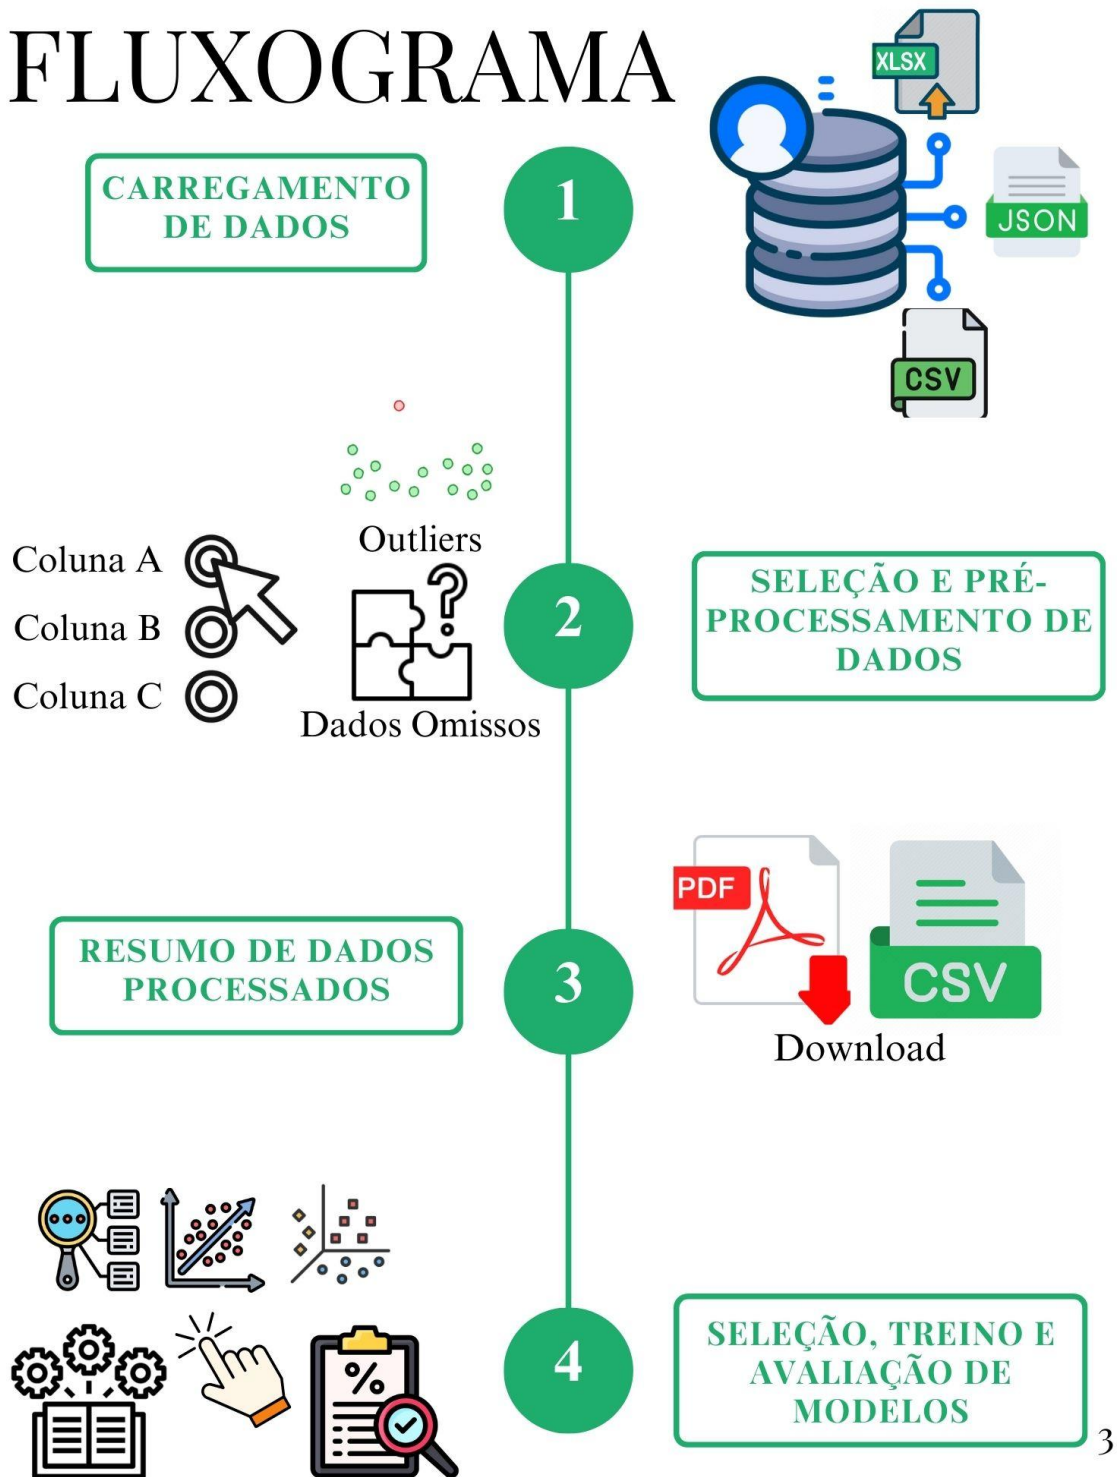 FLUXOGRAMA
XLSX
JSON
CSV
CARREGAMENTO
DE DADOS
1
Outliers
Coluna A
Coluna B
Coluna C
?
Dados Omissos
2
SELEÇÃO E PRÉ-
PROCESSAMENTO DE
DADOS
RESUMO DE DADOS
PROCESSADOS
3
PDF
CSV
Download
%
4
SELEÇÃO, TREINO E
AVALIAÇÃO DE
MODELOS
3